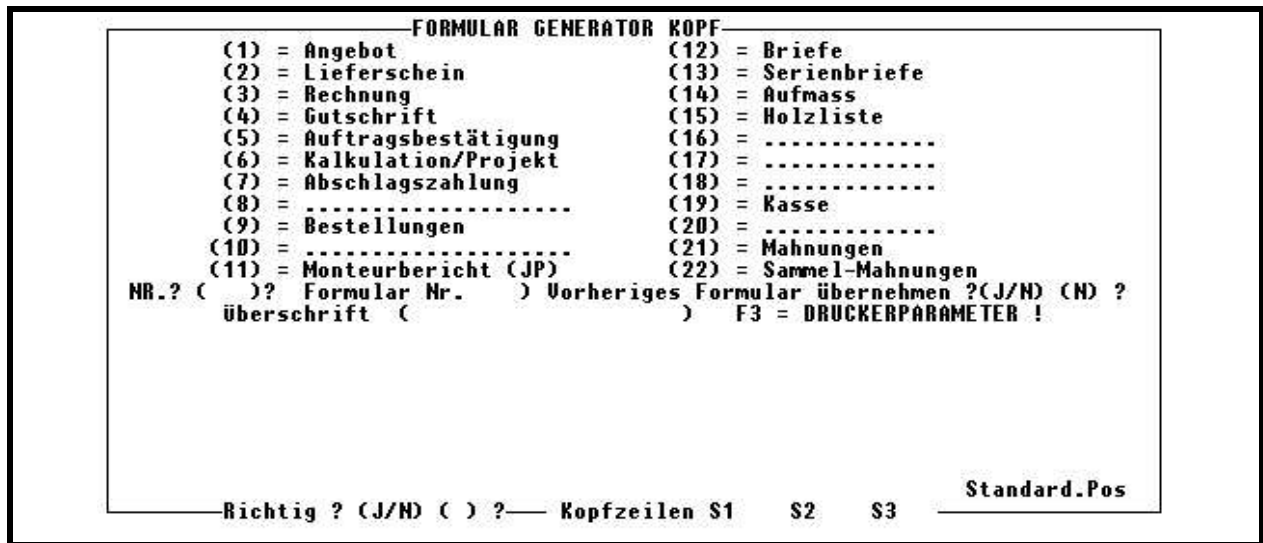 FORMULAR GENERATOR KOPF
(1) = Angebot (12) = Briefe
(2) = Lieferschein (13) = Serienbriefe
(3) = Rechnung (14) = Aufmass
(4) = Gutschrift (15) = Holzliste
(5) = Auftragsbestätigung (16) = .............
(6) = Kalkulation/Projekt (17) = .............
(7) = Abschlagszahlung (18) = .............
(8) = .................... (19) = Kasse
(9) = Bestellungen (20) = .............
(10) = .................... (21) = Mahnungen
(11) = Monteurbericht (JP) (22) = Sammel-Mahnungen
NR.? (   )? Formular Nr.    ) Vorheriges Formular übernehmen ?(J/N) (N) ?
Überschrift (                    ) F3 = DRUCKERPARAMETER !
Standard.Pos
Richtig ? (J/N) ( ) ? Kopfzeilen S1 S2 S3